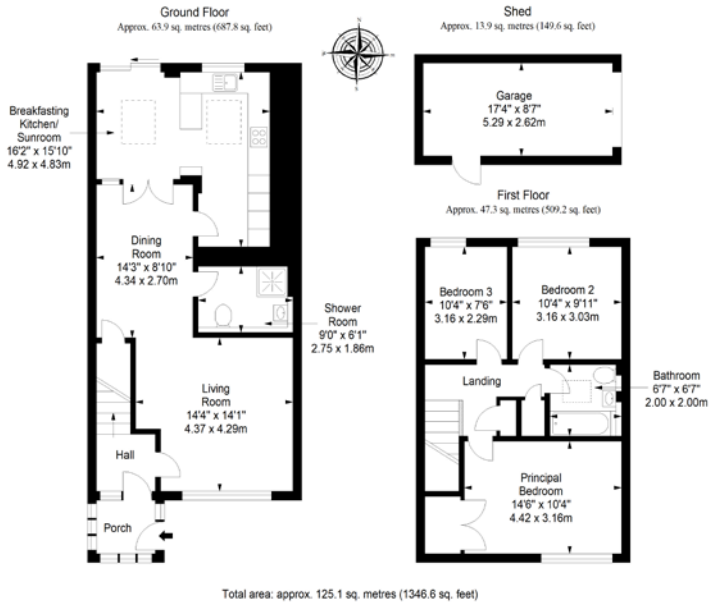 Ground Floor
Approx. 63.9 sq. metres (687.8 sq. feet)
Breakfasting
Kitchen/
Sunroom
16'2" x 15'10"
4.92 x 4.83m
Dining
Room
14'3" x 8'10"
4.34 x 2.70m
Shower
Room
9'0" x 6'1"
2.75 x 1.86m
Living
Room
14'4" x 14'1"
4.37 x 4.29m
Hall
Porch
Shed
Approx. 13.9 sq. metres (149.6 sq. feet)
Garage
17'4" x 8'7"
5.29 x 2.62m
First Floor
Approx. 47.3 sq. metres (509.2 sq. feet)
Bedroom 3
10'4" x 7'6"
3.16 x 2.29m
Bedroom 2
10'4" x 9'11"
3.16 x 3.03m
Landing
Bathroom
6'7" x 6'7"
2.00 x 2.00m
Principal
Bedroom
14'6" x 10'4"
4.42 x 3.16m
Total area: approx. 125.1 sq. metres (1346.6 sq. feet)